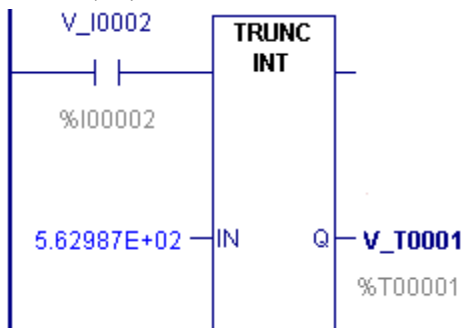 V_I0002
TRUNC
INT
%I00002
5.62987E+02
IN
Q
V_T0001
%T00001